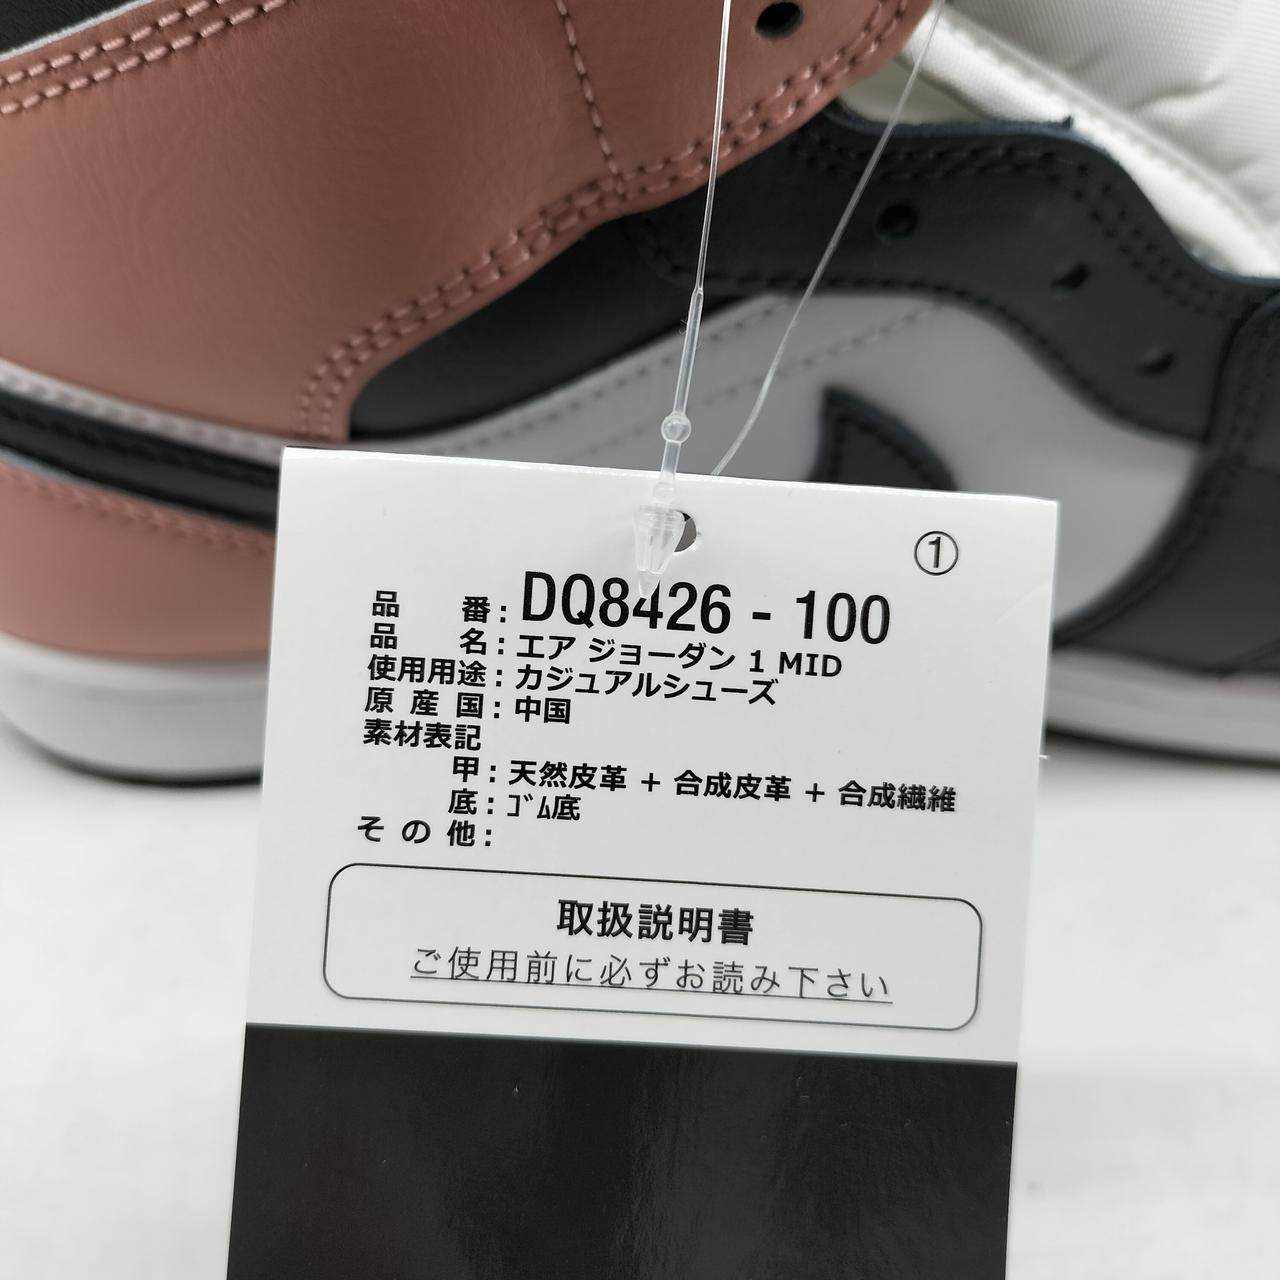 ①
品番：DQ8426 - 100
品名：エア ジョーダン 1 MID
使用用途：カジュアルシューズ
原産国：中国
素材表記
甲：天然皮革 + 合成皮革 + 合成繊維
底：ｺﾞﾑ底
その他：
取扱説明書
ご使用前に必ずお読み下さい